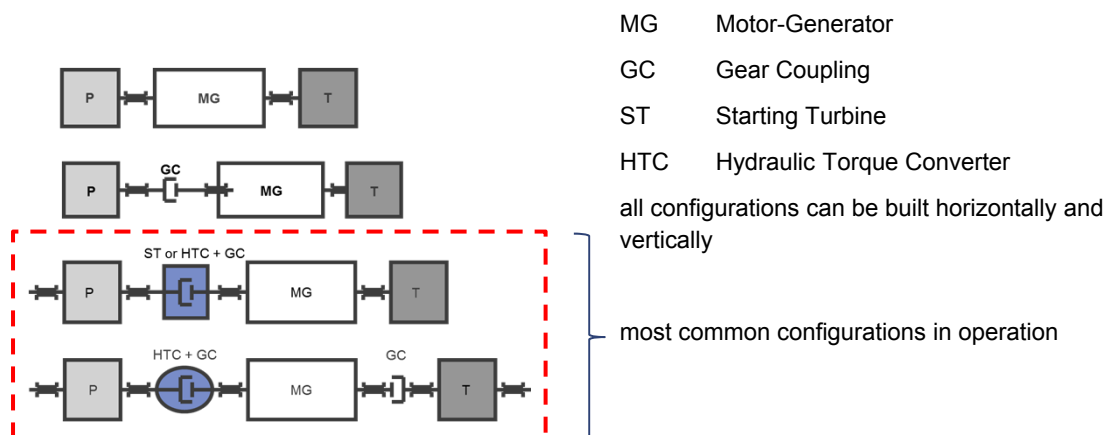 MG Motor-Generator
GC Gear Coupling
ST Starting Turbine
HTC Hydraulic Torque Converter
all configurations can be built horizontally and
vertically
most common configurations in operation
P MG T
GC
P MG T
ST or HTC + GC
P MG T
HTC + GC GC
P MG T